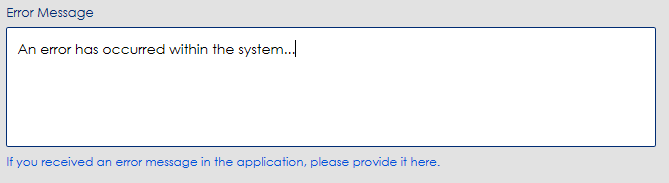 Error Message
An error has occurred within the system...
If you received an error message in the application, please provide it here.